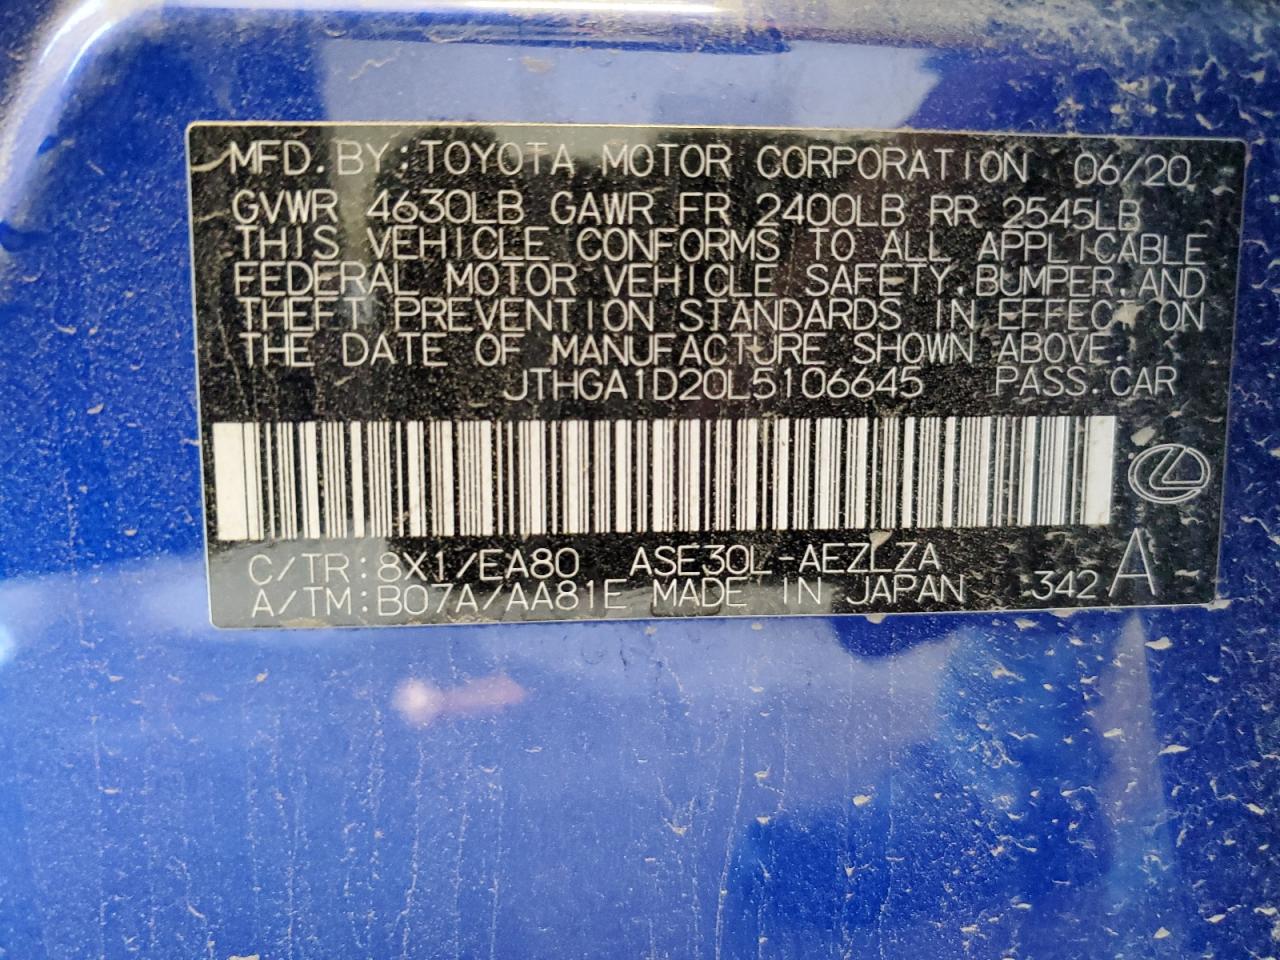 MFD. BY: TOYOTA MOTOR CORPORATION 06/20
GVWR 4630LB GAWR FR 2400LB RR 2545LB
THIS VEHICLE CONFORMS TO ALL APPLICABLE
FEDERAL MOTOR VEHICLE SAFETY, BUMPER, AND
THEFT PREVENTION STANDARDS IN EFFECT ON
THE DATE OF MANUFACTURE SHOWN ABOVE.
JTHGA1D20L5106645 PASS. CAR
C/TR: 8X1/EA80 ASE30L-AEZLZA
A/TM: B07A/AA81E MADE IN JAPAN 342 A